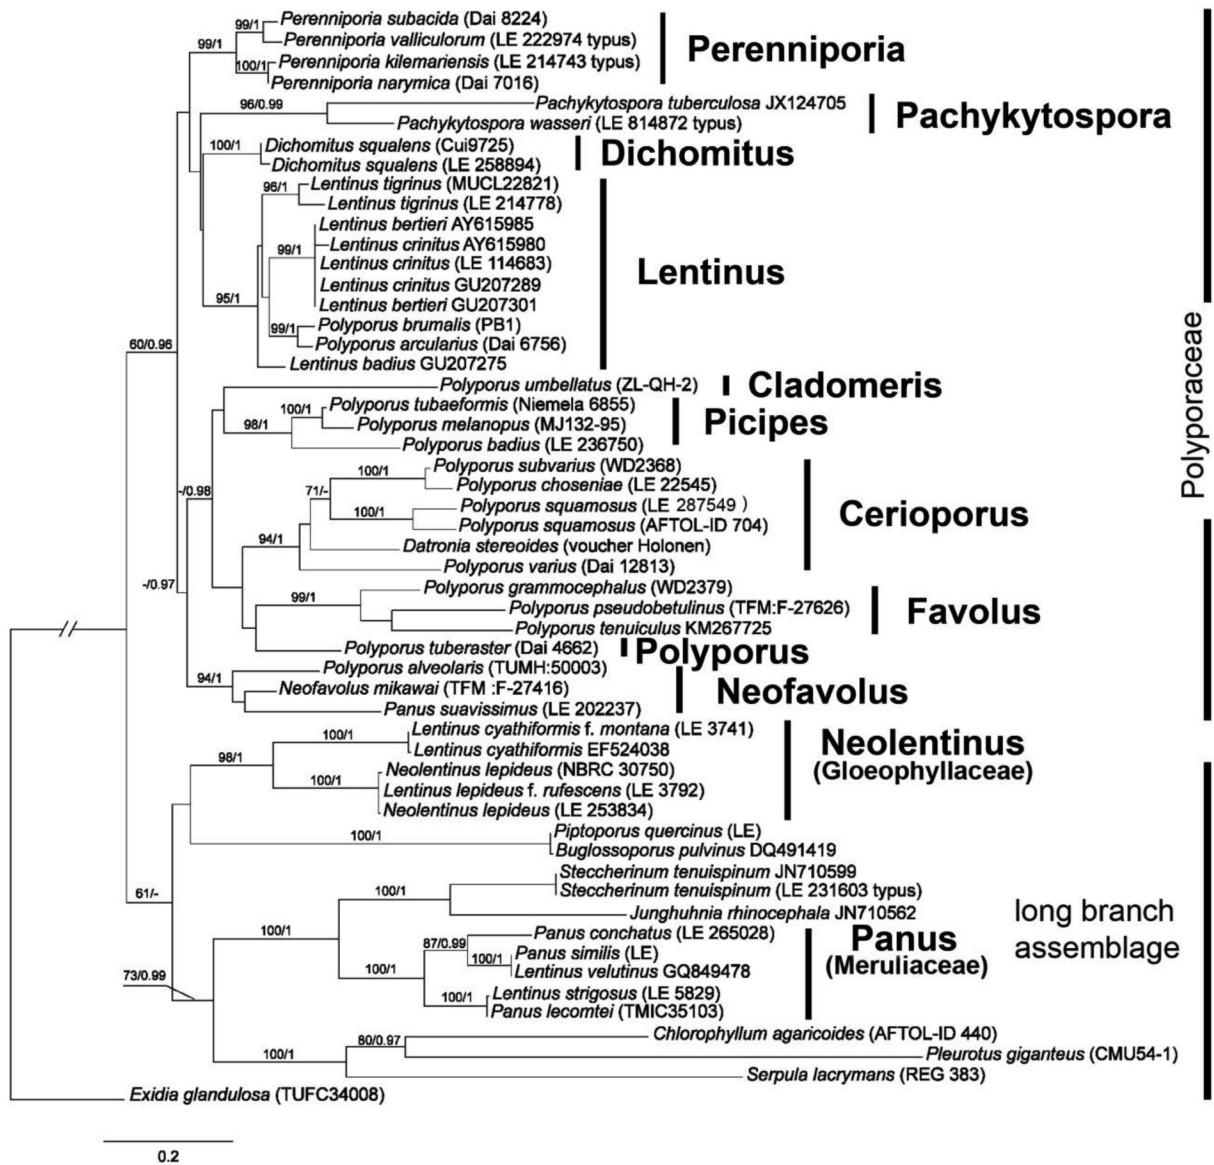 99/1 Perenniporia subacida (Dai 8224)
99/1 Perenniporia valliculorum (LE 222974 typus)
Perenniporia
100/1 Perenniporia kilemariensis (LE 214743 typus)
Perenniporia narymica (Dai 7016)
96/0.99 Pachykytospora tuberculosa JX124705
Pachykytospora
Pachykytospora wasseri (LE 814872 typus)
100/1 Dichomitus squalens (Cui9725)
Dichomitus
Dichomitus squalens (LE 258894)
96/1 Lentinus tigrinus (MUCL22821)
Lentinus tigrinus (LE 214778)
Lentinus bertieri AY615985
Lentinus crinitus AY615980
99/1 Lentinus crinitus (LE 114683)
Lentinus
Lentinus crinitus GU207289
95/1 Lentinus bertieri GU207301
99/1 Polyporus brumalis (PB1)
Polyporus arcularius (Dai 6756)
60/0.96
Lentinus badius GU207275
Polyporaceae
Polyporus umbellatus (ZL-QH-2)
Cladomeris
100/1 Polyporus tubaeformis (Niemela 6855)
98/1 Polyporus melanopus (MJ132-95)
Picipes
Polyporus badius (LE 236750)
100/1 Polyporus subvarius (WD2368)
-/0.98 71/- Polyporus choseniae (LE 22545)
100/1 Polyporus squamosus (LE 287549 )
Cerioporus
Polyporus squamosus (AFTOL-ID 704)
94/1 Datronia stereoides (voucher Holonen)
Polyporus varius (Dai 12813)
-/0.97
99/1 Polyporus grammocephalus (WD2379)
Polyporus pseudobetulinus (TFM:F-27626)
Favolus
Polyporus tenuiculus KM267725
Polyporus tuberaster (Dai 4662)
Polyporus
94/1 Polyporus alveolaris (TUMH:50003)
Neofavolus mikawai (TFM :F-27416)
Neofavolus
Panus suavissimus (LE 202237)
100/1 Lentinus cyathiformis f. montana (LE 3741)
98/1 Lentinus cyathiformis EF524038
Neolentinus
(Gloeophyllaceae)
100/1 Neolentinus lepideus (NBRC 30750)
Lentinus lepideus f. rufescens (LE 3792)
Neolentinus lepideus (LE 253834)
100/1 Piptoporus quercinus (LE)
Buglossoporus pulvinus DQ491419
61/-
100/1 Steccherinum tenuispinum JN710599
Steccherinum tenuispinum (LE 231603 typus)
Junghuhnia rhinocephala JN710562
long branch
assemblage
100/1
87/0.99 Panus conchatus (LE 265028)
Panus
(Meruliaceae)
100/1 Panus similis (LE)
100/1 Lentinus velutinus GQ849478
73/0.99
100/1 Lentinus strigosus (LE 5829)
Panus lecomtei (TMIC35103)
80/0.97 Chlorophyllum agaricoides (AFTOL-ID 440)
100/1 Pleurotus giganteus (CMU54-1)
Serpula lacrymans (REG 383)
Exidia glandulosa (TUFC34008)
0.2